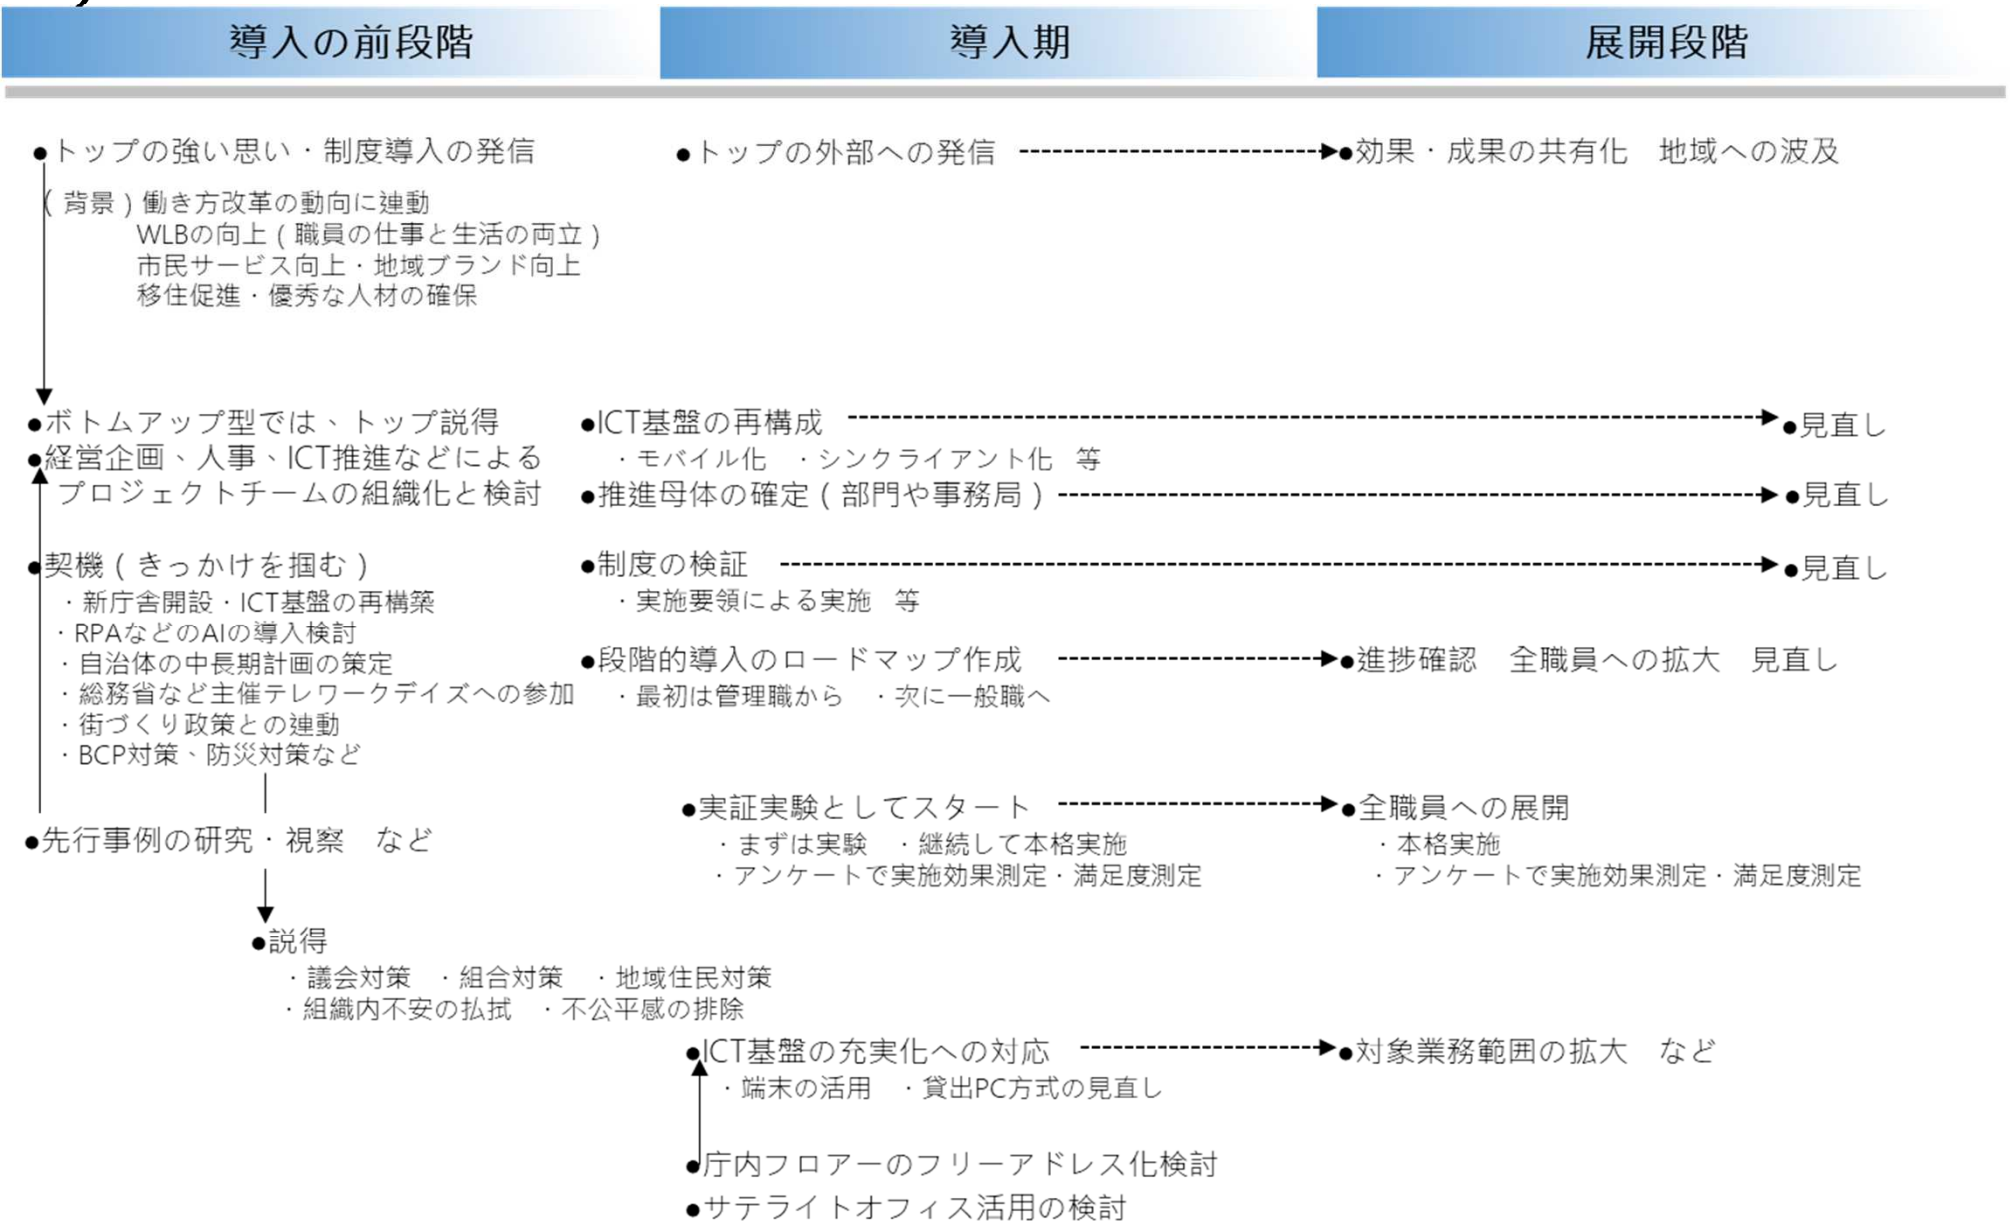 導入の前段階
導入期
展開段階
●トップの強い思い・制度導入の発信
(背景)働き方改革の動向に連動
WLBの向上(職員の仕事と生活の両立)
市民サービス向上・地域ブランド向上
移住促進・優秀な人材の確保
●ボトムアップ型では、トップ説得
●経営企画、人事、ICT推進などによる
プロジェクトチームの組織化と検討
●契機(きっかけを掴む)
・新庁舎開設・ICT基盤の再構築
・RPAなどのAIの導入検討
・自治体の中長期計画の策定
・総務省など主催テレワークデイズへの参加
・街づくり政策との連動
・BCP対策、防災対策など
●先行事例の研究・視察 など
●説得
・議会対策 ・組合対策 ・地域住民対策
・組織内不安の払拭 ・不公平感の排除
●トップの外部への発信
●ICT基盤の再構成
・モバイル化 ・シンクライアント化 等
●推進母体の確定(部門や事務局)
●制度の検証
・実施要領による実施 等
●段階的導入のロードマップ作成
・最初は管理職から ・次に一般職へ
●実証実験としてスタート
・まずは実験 ・継続して本格実施
・アンケートで実施効果測定・満足度測定
●ICT基盤の充実化への対応
・端末の活用 ・貸出PC方式の見直し
●庁内フロアーのフリーアドレス化検討
●サテライトオフィス活用の検討
●効果・成果の共有化 地域への波及
●見直し
●見直し
●見直し
●進捗確認 全職員への拡大 見直し
●全職員への展開
・本格実施
・アンケートで実施効果測定・満足度測定
●対象業務範囲の拡大 など